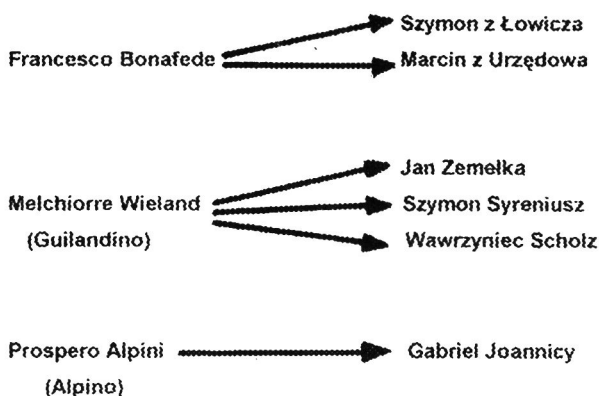 Szymon z Łowicza
Francesco Bonafede
Marcin z Urzędowa
Jan Zemełka
Melchiorre Wieland
Szymon Syreniusz
(Guilandino)
Wawrzyniec Scholz
Prospero Alpini
Gabriel Joannicy
(Alpino)